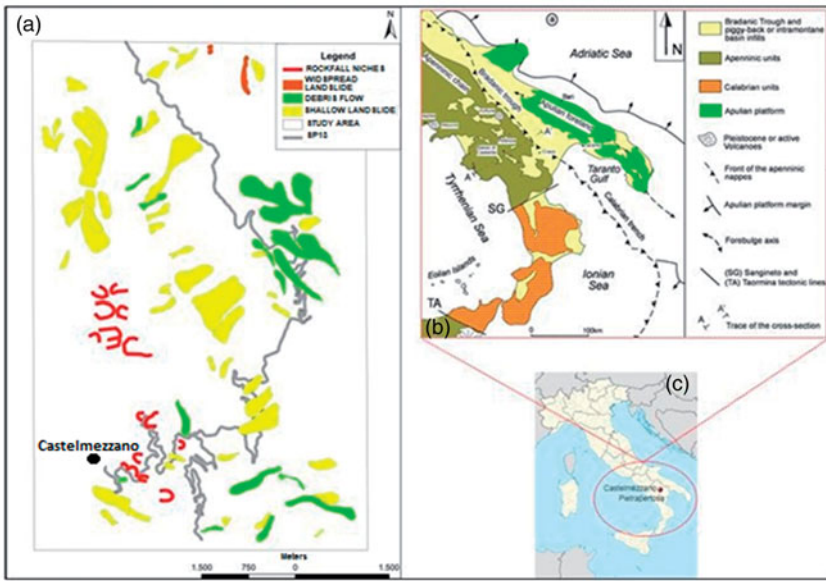 (a)
N
Legend
ROCKFALL NICHES
WIDSPREAD
LANDSLIDE
DEBRIS FLOW
SHALLOW LANDSLIDE
STUDY AREA
SP13
Castelmezzano
Meters
1.500 750 0 1.500
a
N
Adriatic Sea
Apenninic chain
Bradanic trough
Apulian foreland
Bari
A'
A
Taranto
Gulf
SG
Tyrrhenian Sea
Calabrian trench
Eolian Islands
Ionian
Sea
TA
(b)
0 100km
Bradanic Trough and
piggy-back or intramontane
basin infills
Apenninic units
Calabrian units
Apulian platform
Pleistocene or active
Volcanoes
Front of the apenninic
nappes
Apulian platform margin
Forebulge axis
(SG) Sangineto and
(TA) Taormina tectonic lines
A A'
Trace of the cross-section
(c)
Castelmezzano
Pietrapertosa